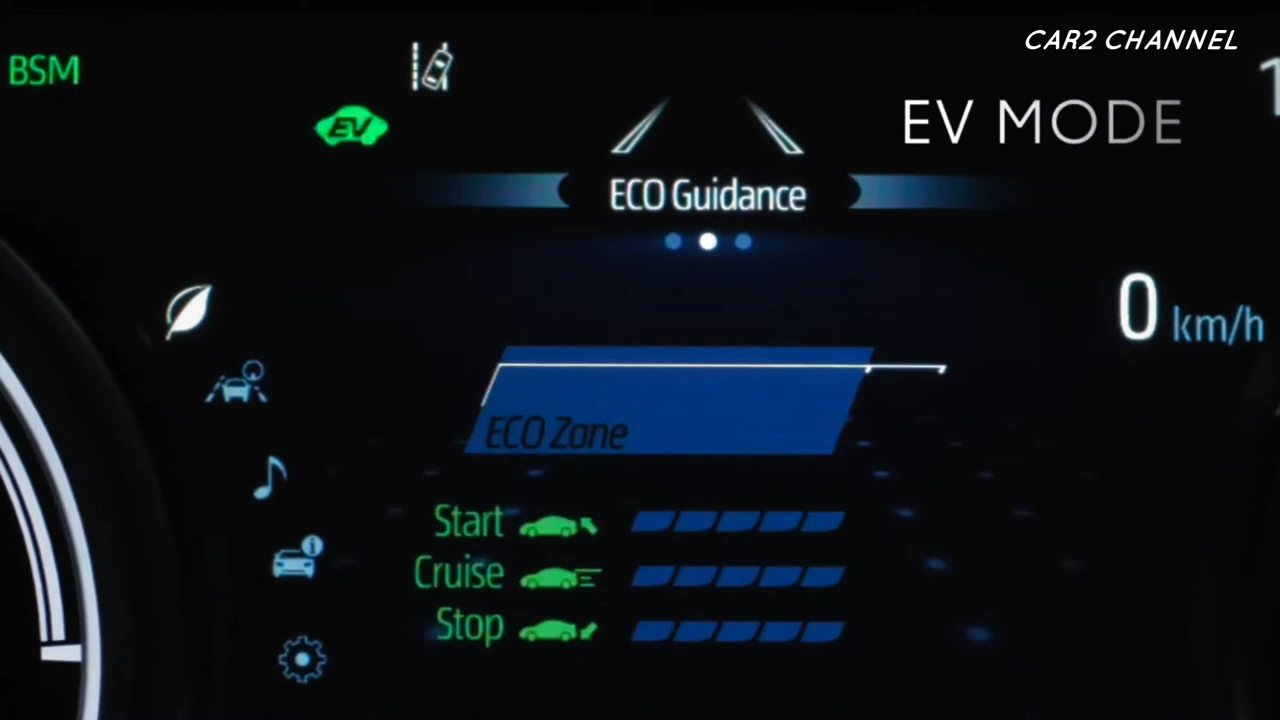 CAR2 CHANNEL
BSM
EV MODE
EV
ECO Guidance
0 km/h
ECO Zone
Start
Cruise
Stop